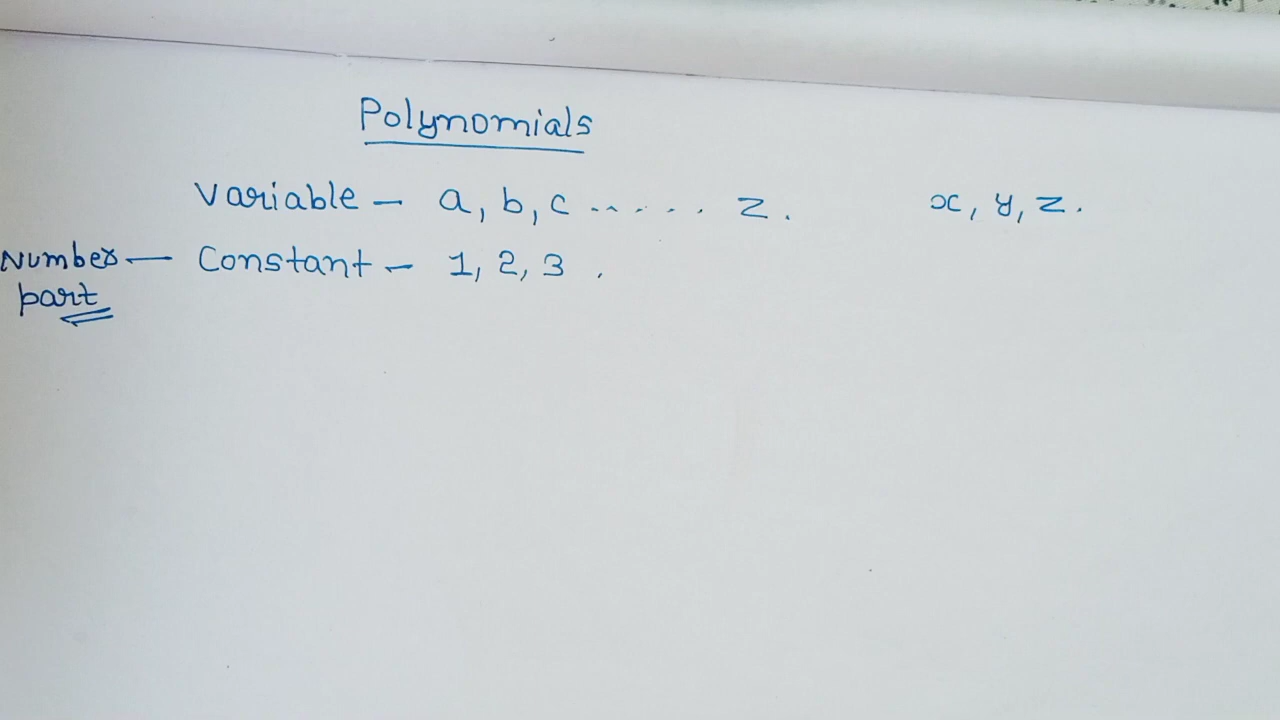 Polynomials
Variable - a, b, c ...... z. x, y, z.
Number — Constant - 1, 2, 3 .
part